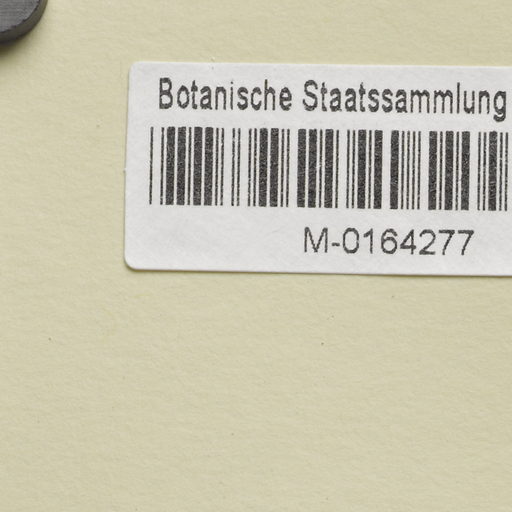 Botanische Staatssammlung
M-0164277